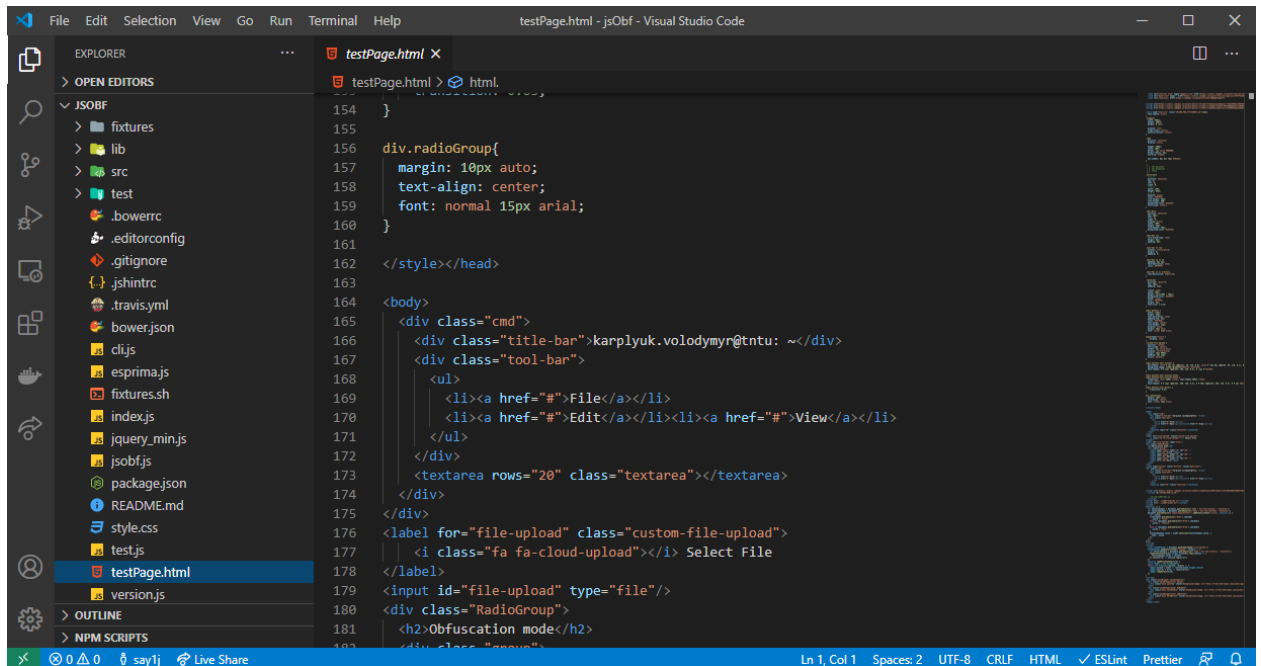 File Edit Selection View Go Run Terminal Help testPage.html - jsObf - Visual Studio Code
EXPLORER
OPEN EDITORS
JSOBF
fixtures
lib
src
test
.bowerrc
.editorconfig
.gitignore
.jshintrc
.travis.yml
bower.json
cli.js
esprima.js
fixtures.sh
index.js
jquery_min.js
jsobf.js
package.json
README.md
style.css
test.js
testPage.html
version.js
OUTLINE
NPM SCRIPTS
testPage.html
testPage.html > html.
154 }
155
156 div.radioGroup{
157 margin: 10px auto;
158 text-align: center;
159 font: normal 15px arial;
160 }
161
162 </style></head>
163
164 <body>
165 <div class="cmd">
166 <div class="title-bar">karplyuk.volodymyr@tntu: ~</div>
167 <div class="tool-bar">
168 <ul>
169 <li><a href="#">File</a></li>
170 <li><a href="#">Edit</a></li><li><a href="#">View</a></li>
171 </ul>
172 </div>
173 <textarea rows="20" class="textarea"></textarea>
174 </div>
175 </div>
176 <label for="file-upload" class="custom-file-upload">
177 <i class="fa fa-cloud-upload"></i> Select File
178 </label>
179 <input id="file-upload" type="file"/>
180 <div class="RadioGroup">
181 <h2>Obfuscation mode</h2>
0 0 say1j Live Share Ln 1, Col 1 Spaces: 2 UTF-8 CRLF HTML ESLint Prettier